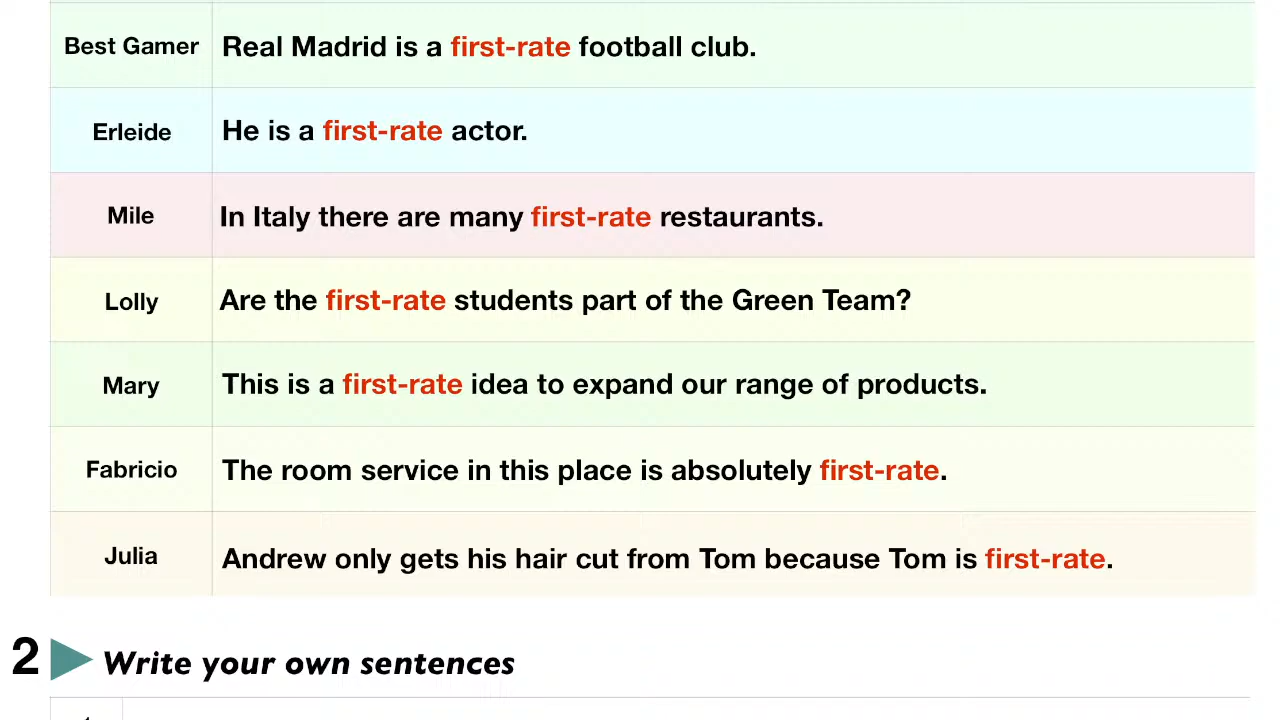 Best Gamer Real Madrid is a first-rate football club.
Erleide He is a first-rate actor.
Mile In Italy there are many first-rate restaurants.
Lolly Are the first-rate students part of the Green Team?
Mary This is a first-rate idea to expand our range of products.
Fabricio The room service in this place is absolutely first-rate.
Julia Andrew only gets his hair cut from Tom because Tom is first-rate.
2 Write your own sentences